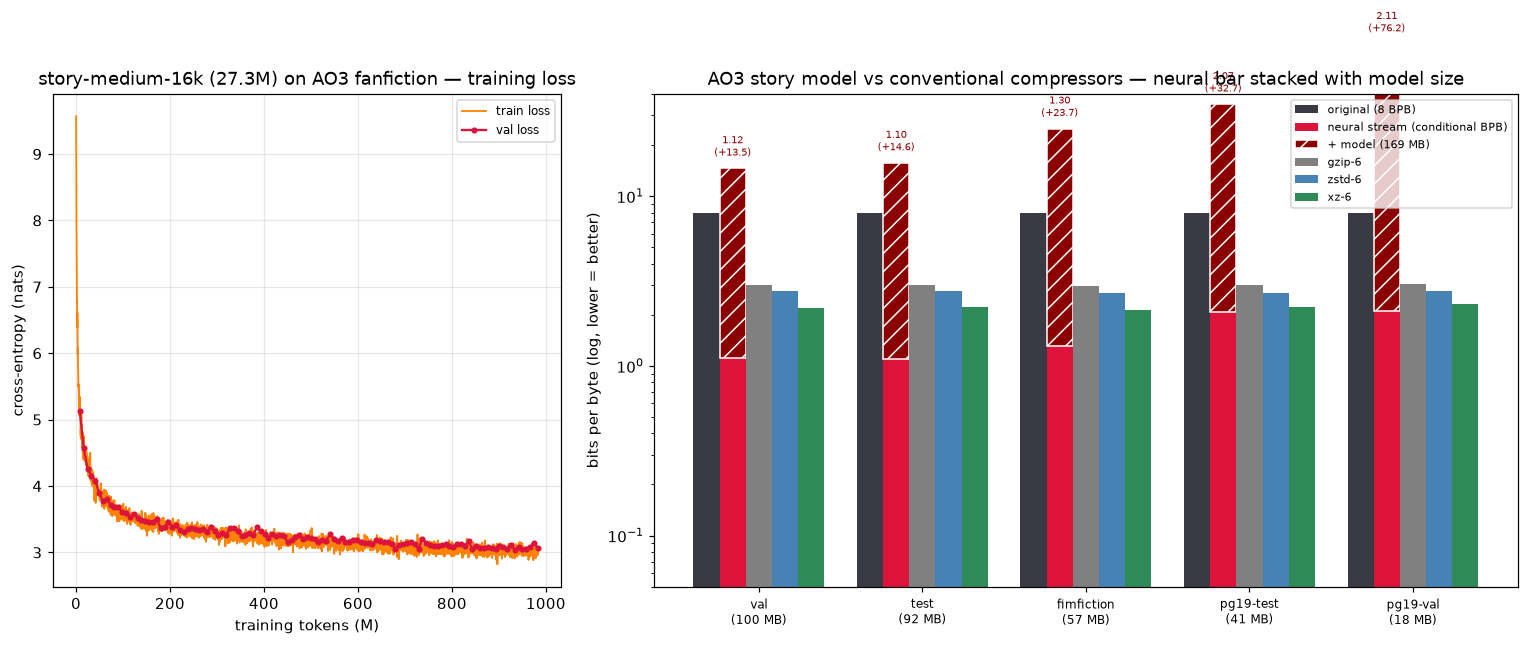 story-medium-16k (27.3M) on AO3 fanfiction — training loss
train loss
val loss
9
8
7
6
5
4
3
cross-entropy (nats)
0
200
400
600
800
1000
training tokens (M)
AO3 story model vs conventional compressors — neural bar stacked with model size
1.12
(+13.5)
1.10
(+14.6)
1.30
(+23.7)
(+32.7)
2.11
(+76.2)
original (8 BPB)
neural stream (conditional BPB)
+ model (169 MB)
gzip-6
zstd-6
xz-6
10¹
10⁰
10⁻¹
bits per byte (log, lower = better)
val
(100 MB)
test
(92 MB)
fimfiction
(57 MB)
pg19-test
(41 MB)
pg19-val
(18 MB)